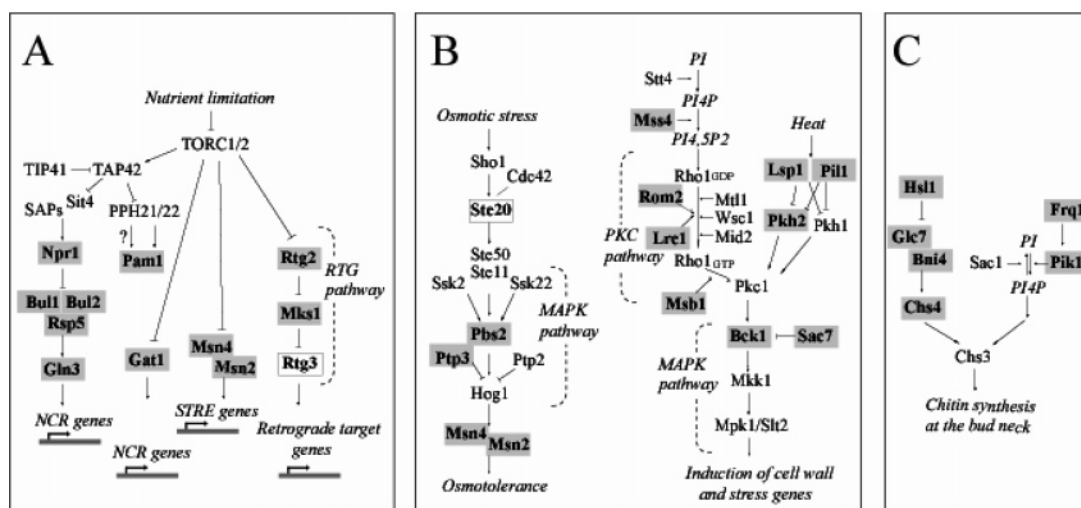 A
Nutrient limitation
TORC1/2
TIP41
TAP42
Sit4
SAPs
PPH21/22
?
Npr1
Pam1
Rtg2
RTG
pathway
Bul1
Bul2
Rsp5
Mks1
Gln3
Gat1
Msn4
Msn2
Rtg3
NCR genes
STRE genes
NCR genes
Retrograde target
genes
B
Osmotic stress
Sho1
Cdc42
Ste20
Ste50
Ste11
Ssk2
Ssk22
MAPK
pathway
Pbs2
Ptp3
Ptp2
Hog1
Msn4
Msn2
Osmotolerance
PI
Stt4
PI4P
Mss4
PI4,5P2
Heat
Rho1GDP
Lsp1
Pil1
Rom2
Mtl1
Wsc1
Mid2
PKC
pathway
Lre1
Pkh2
Pkh1
Rho1GTP
Msb1
Pkc1
Bck1
Sac7
MAPK
pathway
Mkk1
Mpk1/Slt2
Induction of cell wall
and stress genes
C
Hsl1
Glc7
Bni4
Chs4
Frq1
PI
Sac1
Pik1
PI4P
Chs3
Chitin synthesis
at the bud neck